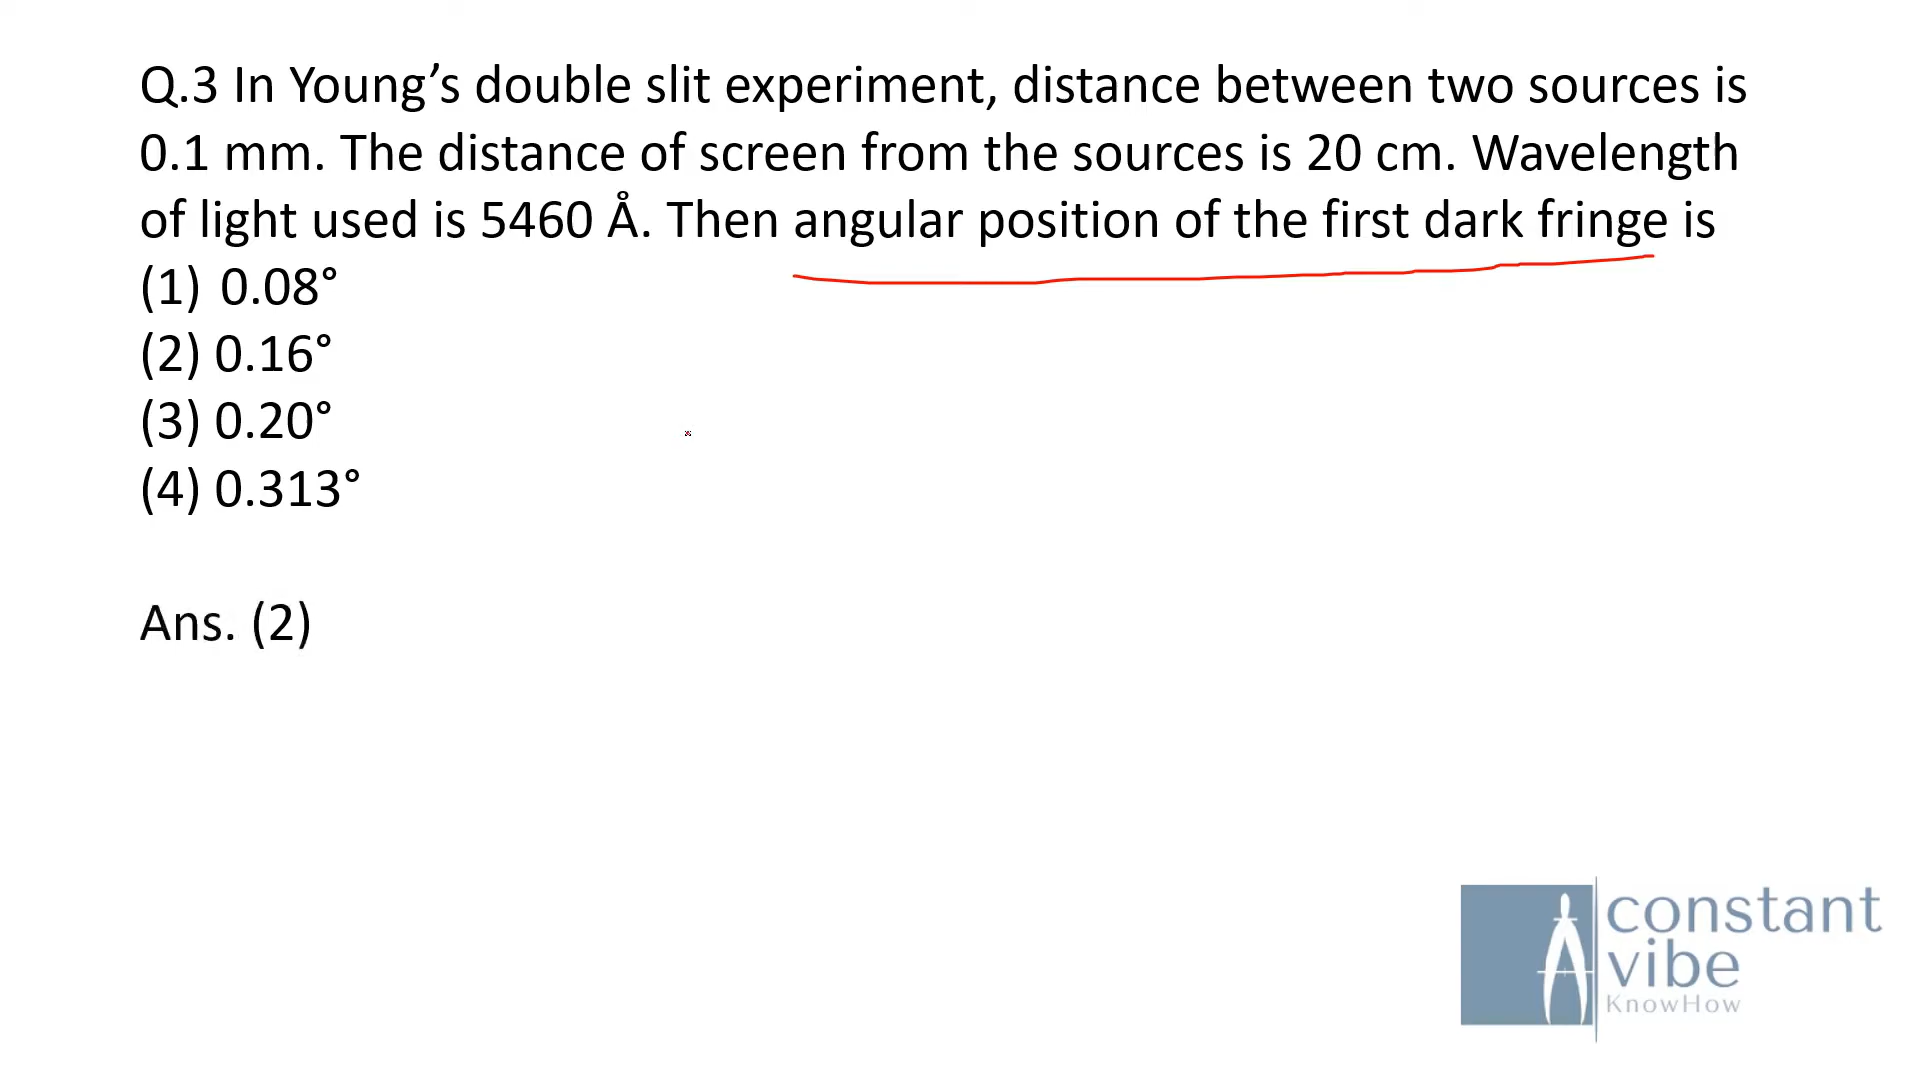 Q.3 In Young’s double slit experiment, distance between two sources is
0.1 mm. The distance of screen from the sources is 20 cm. Wavelength
of light used is 5460 Å. Then angular position of the first dark fringe is
(1) 0.08°
(2) 0.16°
(3) 0.20°
(4) 0.313°
Ans. (2)
constant
vibe
KnowHow